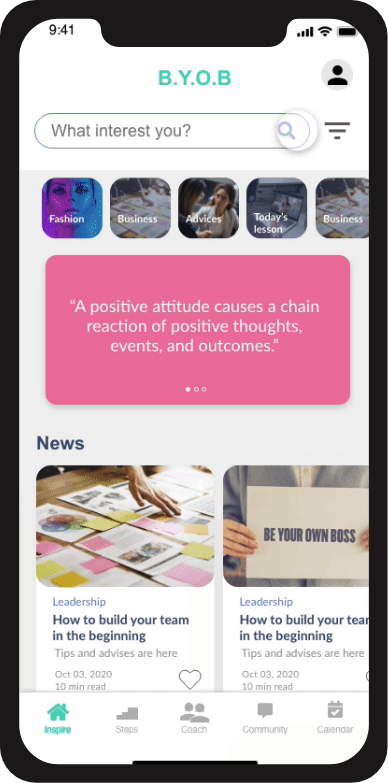 9:41
B.Y.O.B
What interest you?
Fashion
Business
Advices
Today's
lesson
Business
“A positive attitude causes a chain
reaction of positive thoughts,
events, and outcomes.”
News
BE YOUR OWN BOSS
Leadership
How to build your team
in the beginning
Tips and advises are here
Oct 03, 2020
10 min read
Leadership
How to build your tear
in the beginning
Tips and advises are here
Oct 03, 2020
10 min read
Inspire
Steps
Coach
Community
Calendar